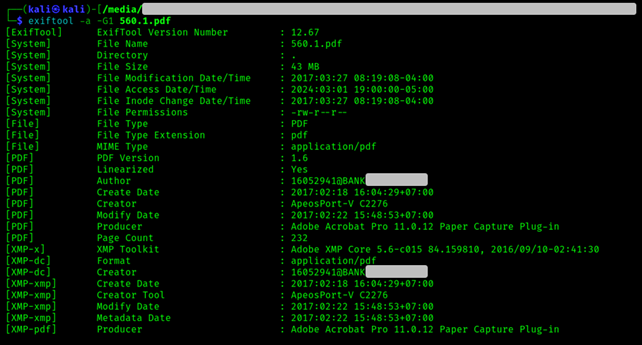 ┌──(kali㉿kali)-[/media/
└─$ exiftool -a -G1 560.1.pdf
[ExifTool] ExifTool Version Number : 12.67
[System] File Name : 560.1.pdf
[System] Directory : .
[System] File Size : 43 MB
[System] File Modification Date/Time : 2017:03:27 08:19:08-04:00
[System] File Access Date/Time : 2024:03:01 19:00:00-05:00
[System] File Inode Change Date/Time : 2017:03:27 08:19:08-04:00
[System] File Permissions : -rw-r--r--
[File] File Type : PDF
[File] File Type Extension : pdf
[File] MIME Type : application/pdf
[PDF] PDF Version : 1.6
[PDF] Linearized : Yes
[PDF] Author : 16052941@BANK
[PDF] Create Date : 2017:02:18 16:04:29+07:00
[PDF] Creator : ApeosPort-V C2276
[PDF] Modify Date : 2017:02:22 15:48:53+07:00
[PDF] Producer : Adobe Acrobat Pro 11.0.12 Paper Capture Plug-in
[PDF] Page Count : 232
[XMP-x] XMP Toolkit : Adobe XMP Core 5.6-c015 84.159810, 2016/09/10-02:41:30
[XMP-dc] Format : application/pdf
[XMP-dc] Creator : 16052941@BANK
[XMP-xmp] Create Date : 2017:02:18 16:04:29+07:00
[XMP-xmp] Creator Tool : ApeosPort-V C2276
[XMP-xmp] Modify Date : 2017:02:22 15:48:53+07:00
[XMP-xmp] Metadata Date : 2017:02:22 15:48:53+07:00
[XMP-pdf] Producer : Adobe Acrobat Pro 11.0.12 Paper Capture Plug-in